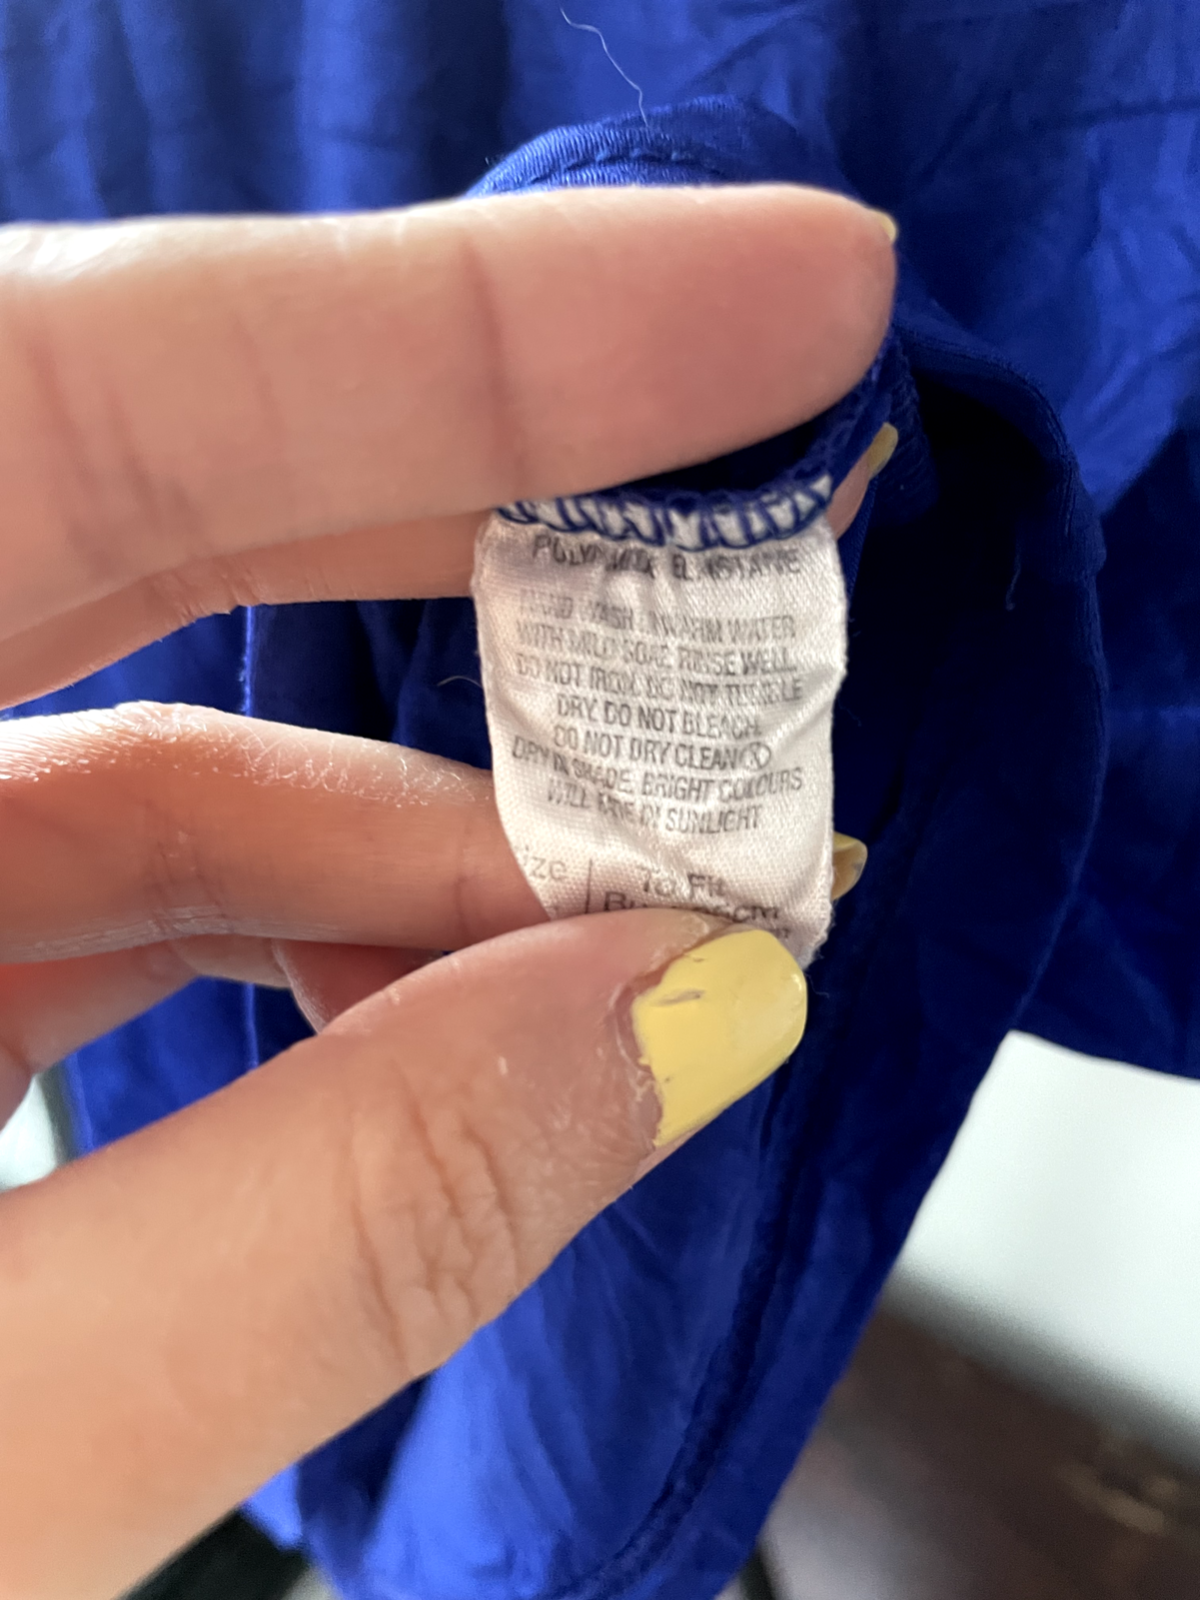 POLYAMIDE ELASTANE
HAND WASH IN WARM WATER
WITH MILD SOAP. RINSE WELL.
DO NOT IRON. DO NOT TUMBLE
DRY. DO NOT BLEACH.
DO NOT DRY CLEAN
DRY IN SHADE. BRIGHT COLOURS
WILL FADE IN SUNLIGHT
To Fit